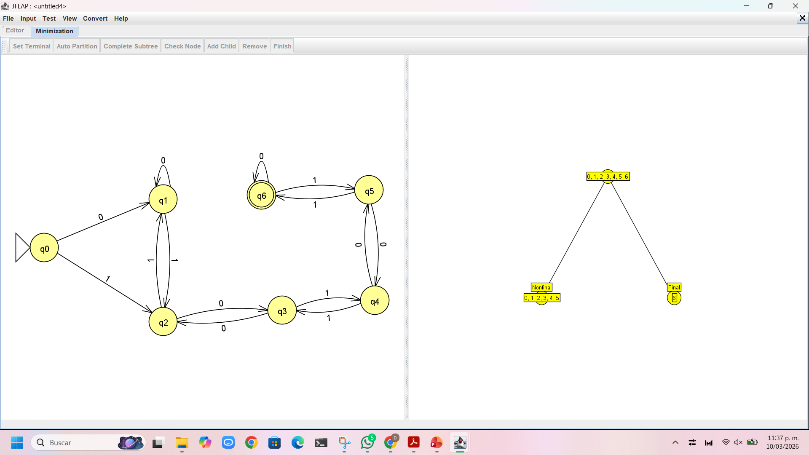 JFLAP : <untitled4>
File Input Test View Convert Help
Editor Minimization
Set Terminal Auto Partition Complete Subtree Check Node Add Child Remove Finish
0
0
q1
q6
1
q5
1
0, 1, 2, 3, 4, 5, 6
0
q0
1
1
1
0
0
Nonfinal
Final
0, 1, 2, 3, 4, 5
6
q2
0
0
q3
1
1
q4
Buscar
11:37 p. m.
10/03/2026